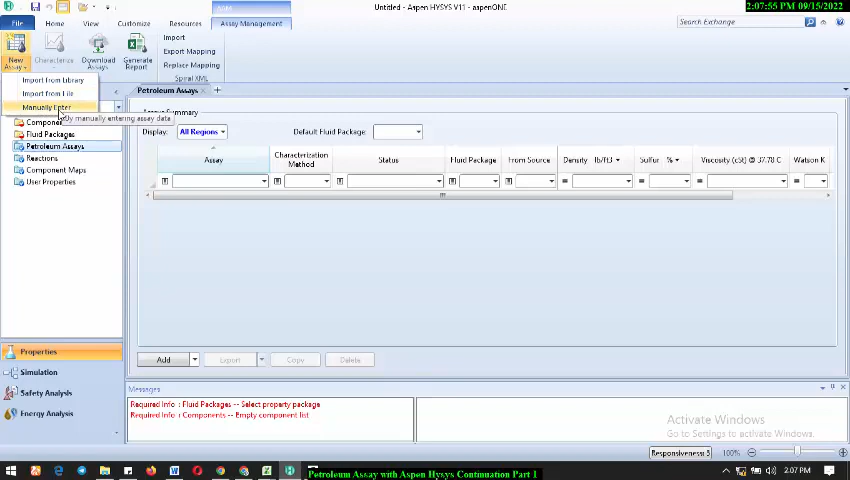 Untitled - Aspen HYSYS V11 - aspenONE
2:07:55 PM 09/15/2022
File
Home
View
Customize
Resources
Assay Management
Search Exchange
New Assay
Characterize
Download Assays
Generate Report
Import
Export Mapping
Replace Mapping
Spiral XML
Import from Library
Import from File
Manually Enter
manually entering assay data
Fluid Packages
Petroleum Assays
Reactions
Component Maps
User Properties
Petroleum Assays
Assays Summary
Display:
All Regions
Default Fluid Package:
Assay
Characterization Method
Status
Fluid Package
From Source
Density lb/ft3
Sulfur %
Viscosity (cSt) @ 37.78 C
Watson K
Add
Export
Copy
Delete
Properties
Simulation
Safety Analysis
Energy Analysis
Messages
Required Info : Fluid Packages -- Select property package
Required Info : Components -- Empty component list
Activate Windows
Go to Settings to activate Windows.
Responsiveness: 5
100%
2:07 PM
Petroleum Assay with Aspen Hysys Continuation Part 1